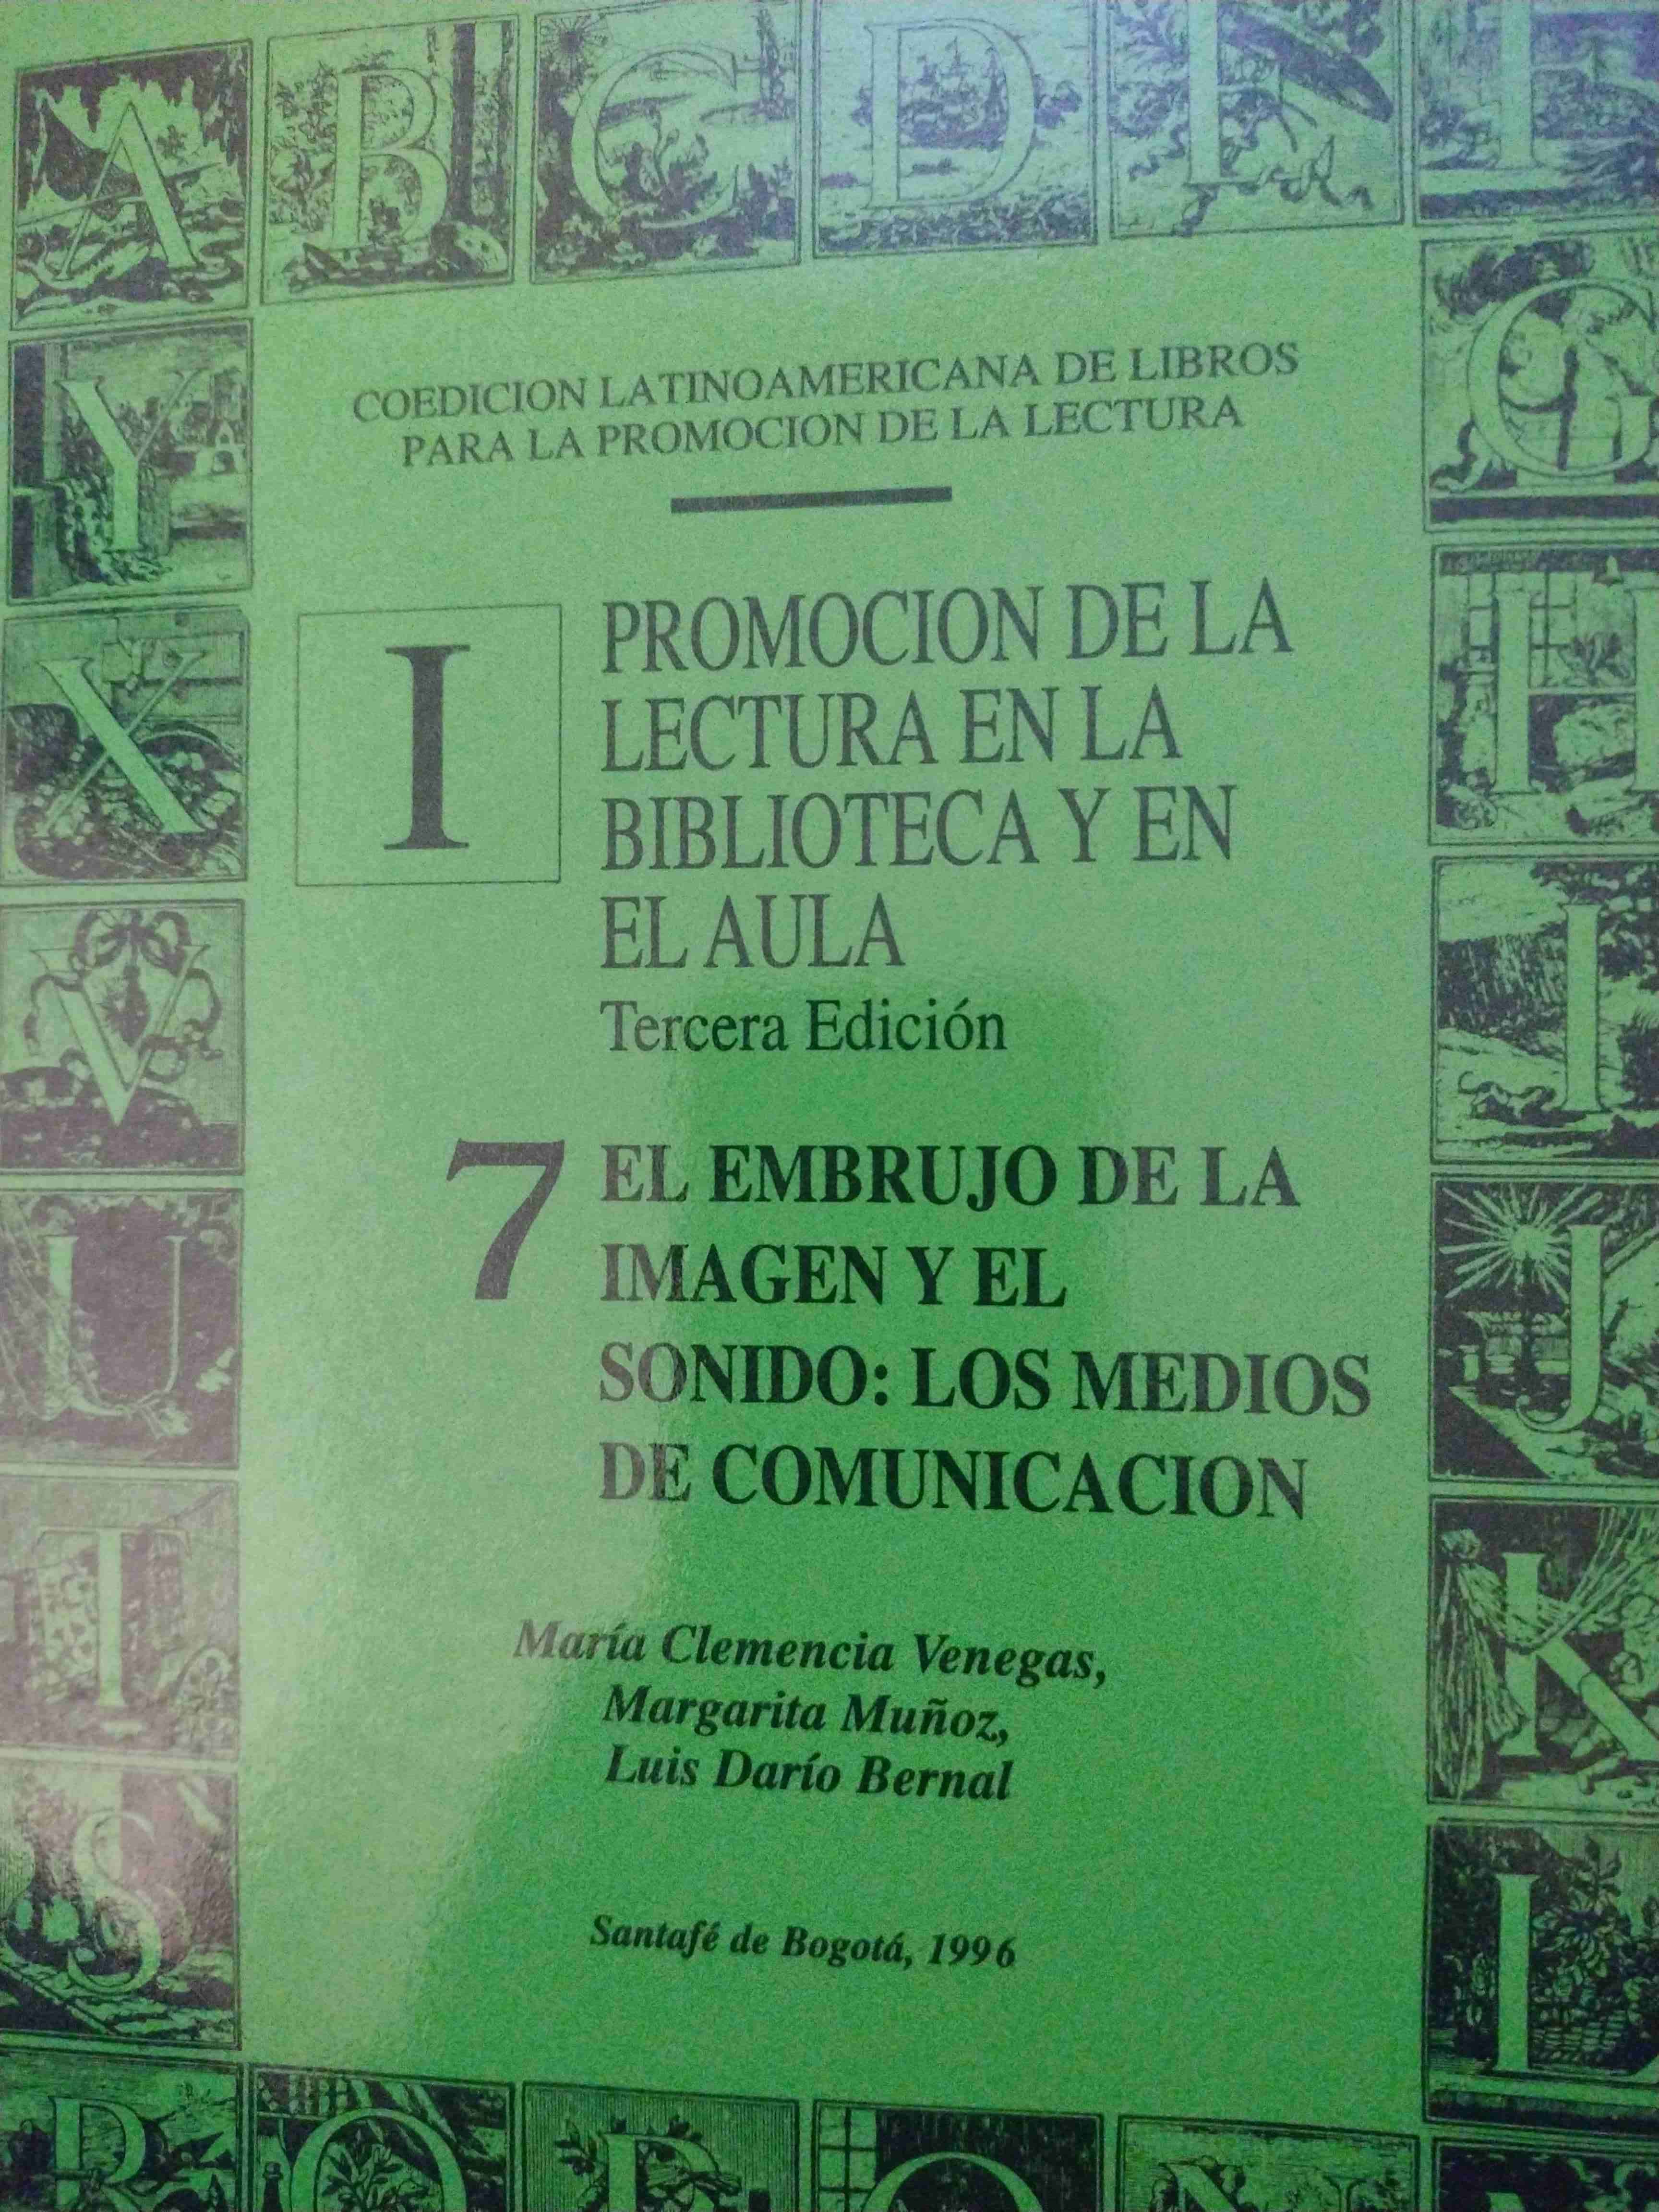 A B C D
Y
G
X
H
V
I
U
J
T
K
S
L
R Q P O N
COEDICION LATINOAMERICANA DE LIBROS
PARA LA PROMOCION DE LA LECTURA
I
PROMOCION DE LA
LECTURA EN LA
BIBLIOTECA Y EN
EL AULA
Tercera Edición
7
EL EMBRUJO DE LA
IMAGEN Y EL
SONIDO: LOS MEDIOS
DE COMUNICACION
María Clemencia Venegas,
Margarita Muñoz,
Luis Darío Bernal
Santafé de Bogotá, 1996